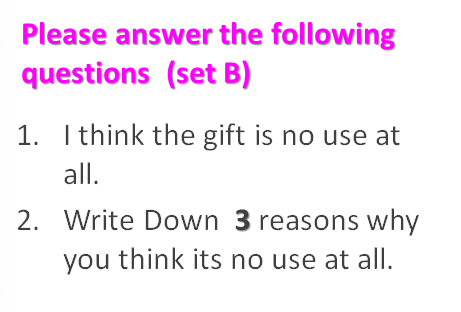 Please answer the following
questions (set B)
1. I think the gift is no use at
all.
2. Write Down 3 reasons why
you think its no use at all.